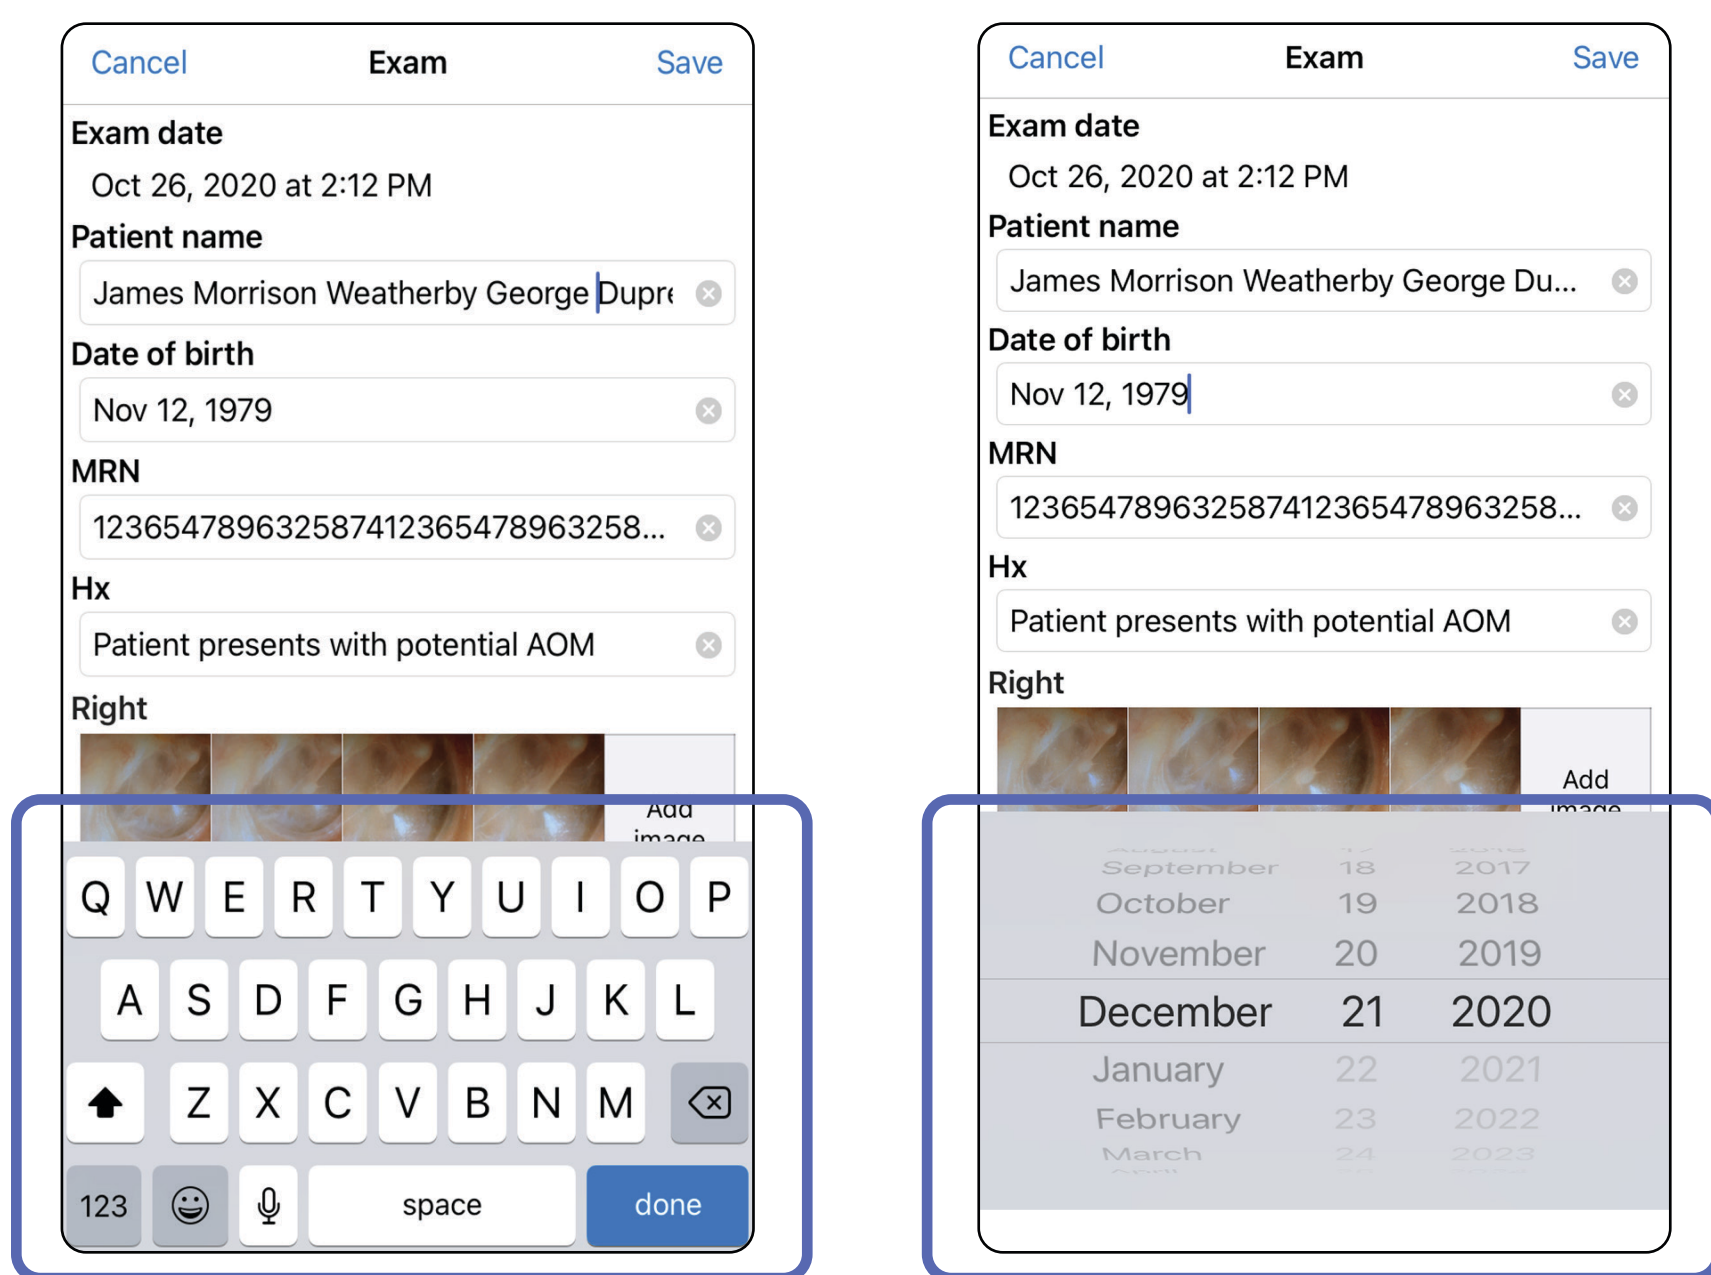 Cancel Exam Save
Exam date
Oct 26, 2020 at 2:12 PM
Patient name
James Morrison Weatherby George Dupre
Date of birth
Nov 12, 1979
MRN
12365478963258741236547896325 8...
Hx
Patient presents with potential AOM
Right
Add
image
Q W E R T Y U I O P
A S D F G H J K L
Z X C V B N M
123 space done
Cancel Exam Save
Exam date
Oct 26, 2020 at 2:12 PM
Patient name
James Morrison Weatherby George Du...
Date of birth
Nov 12, 1979
MRN
123654789632587412365478963258...
Hx
Patient presents with potential AOM
Right
Add
image
August 17 2016
September 18 2017
October 19 2018
November 20 2019
December 21 2020
January 22 2021
February 23 2022
March 24 2023
April